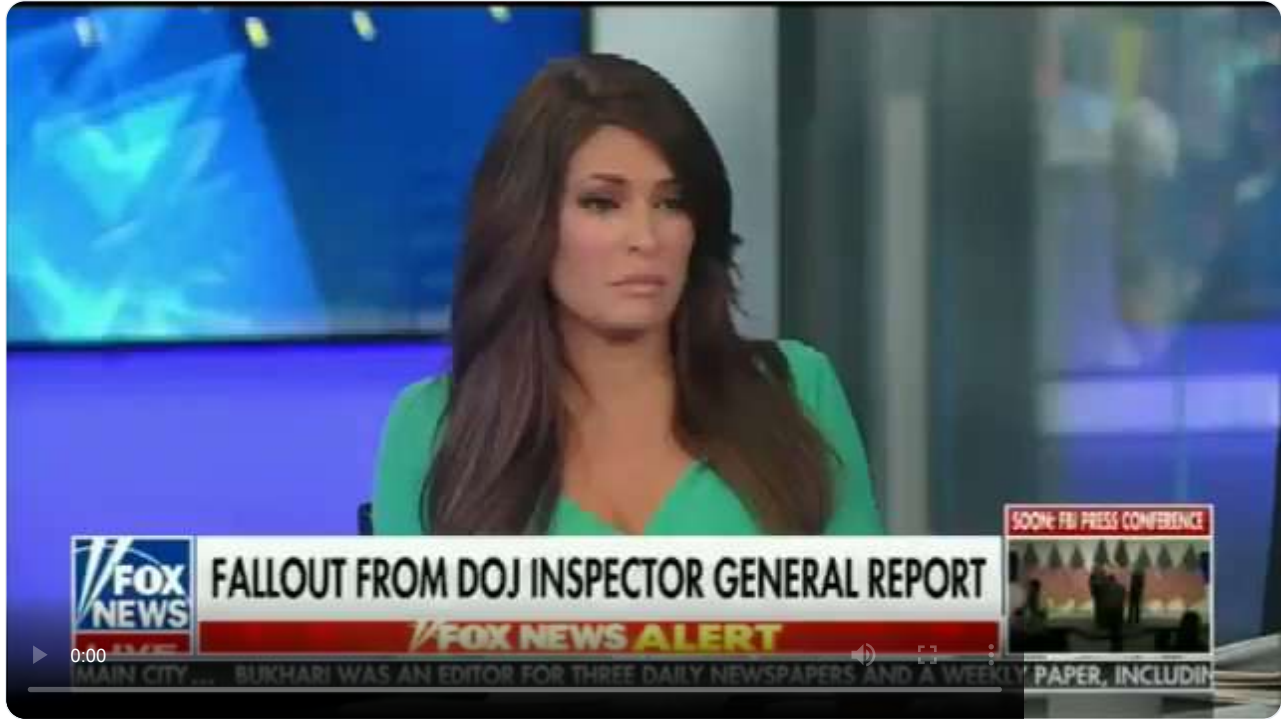 SOON: FBI PRESS CONFERENCE
FOX
NEWS
FALLOUT FROM DOJ INSPECTOR GENERAL REPORT
LIVE
FOX NEWS ALERT
0:00
MAIN CITY... BUKHARI WAS AN EDITOR FOR THREE DAILY NEWSPAPERS AND A WEEKLY PAPER, INCLUDIN